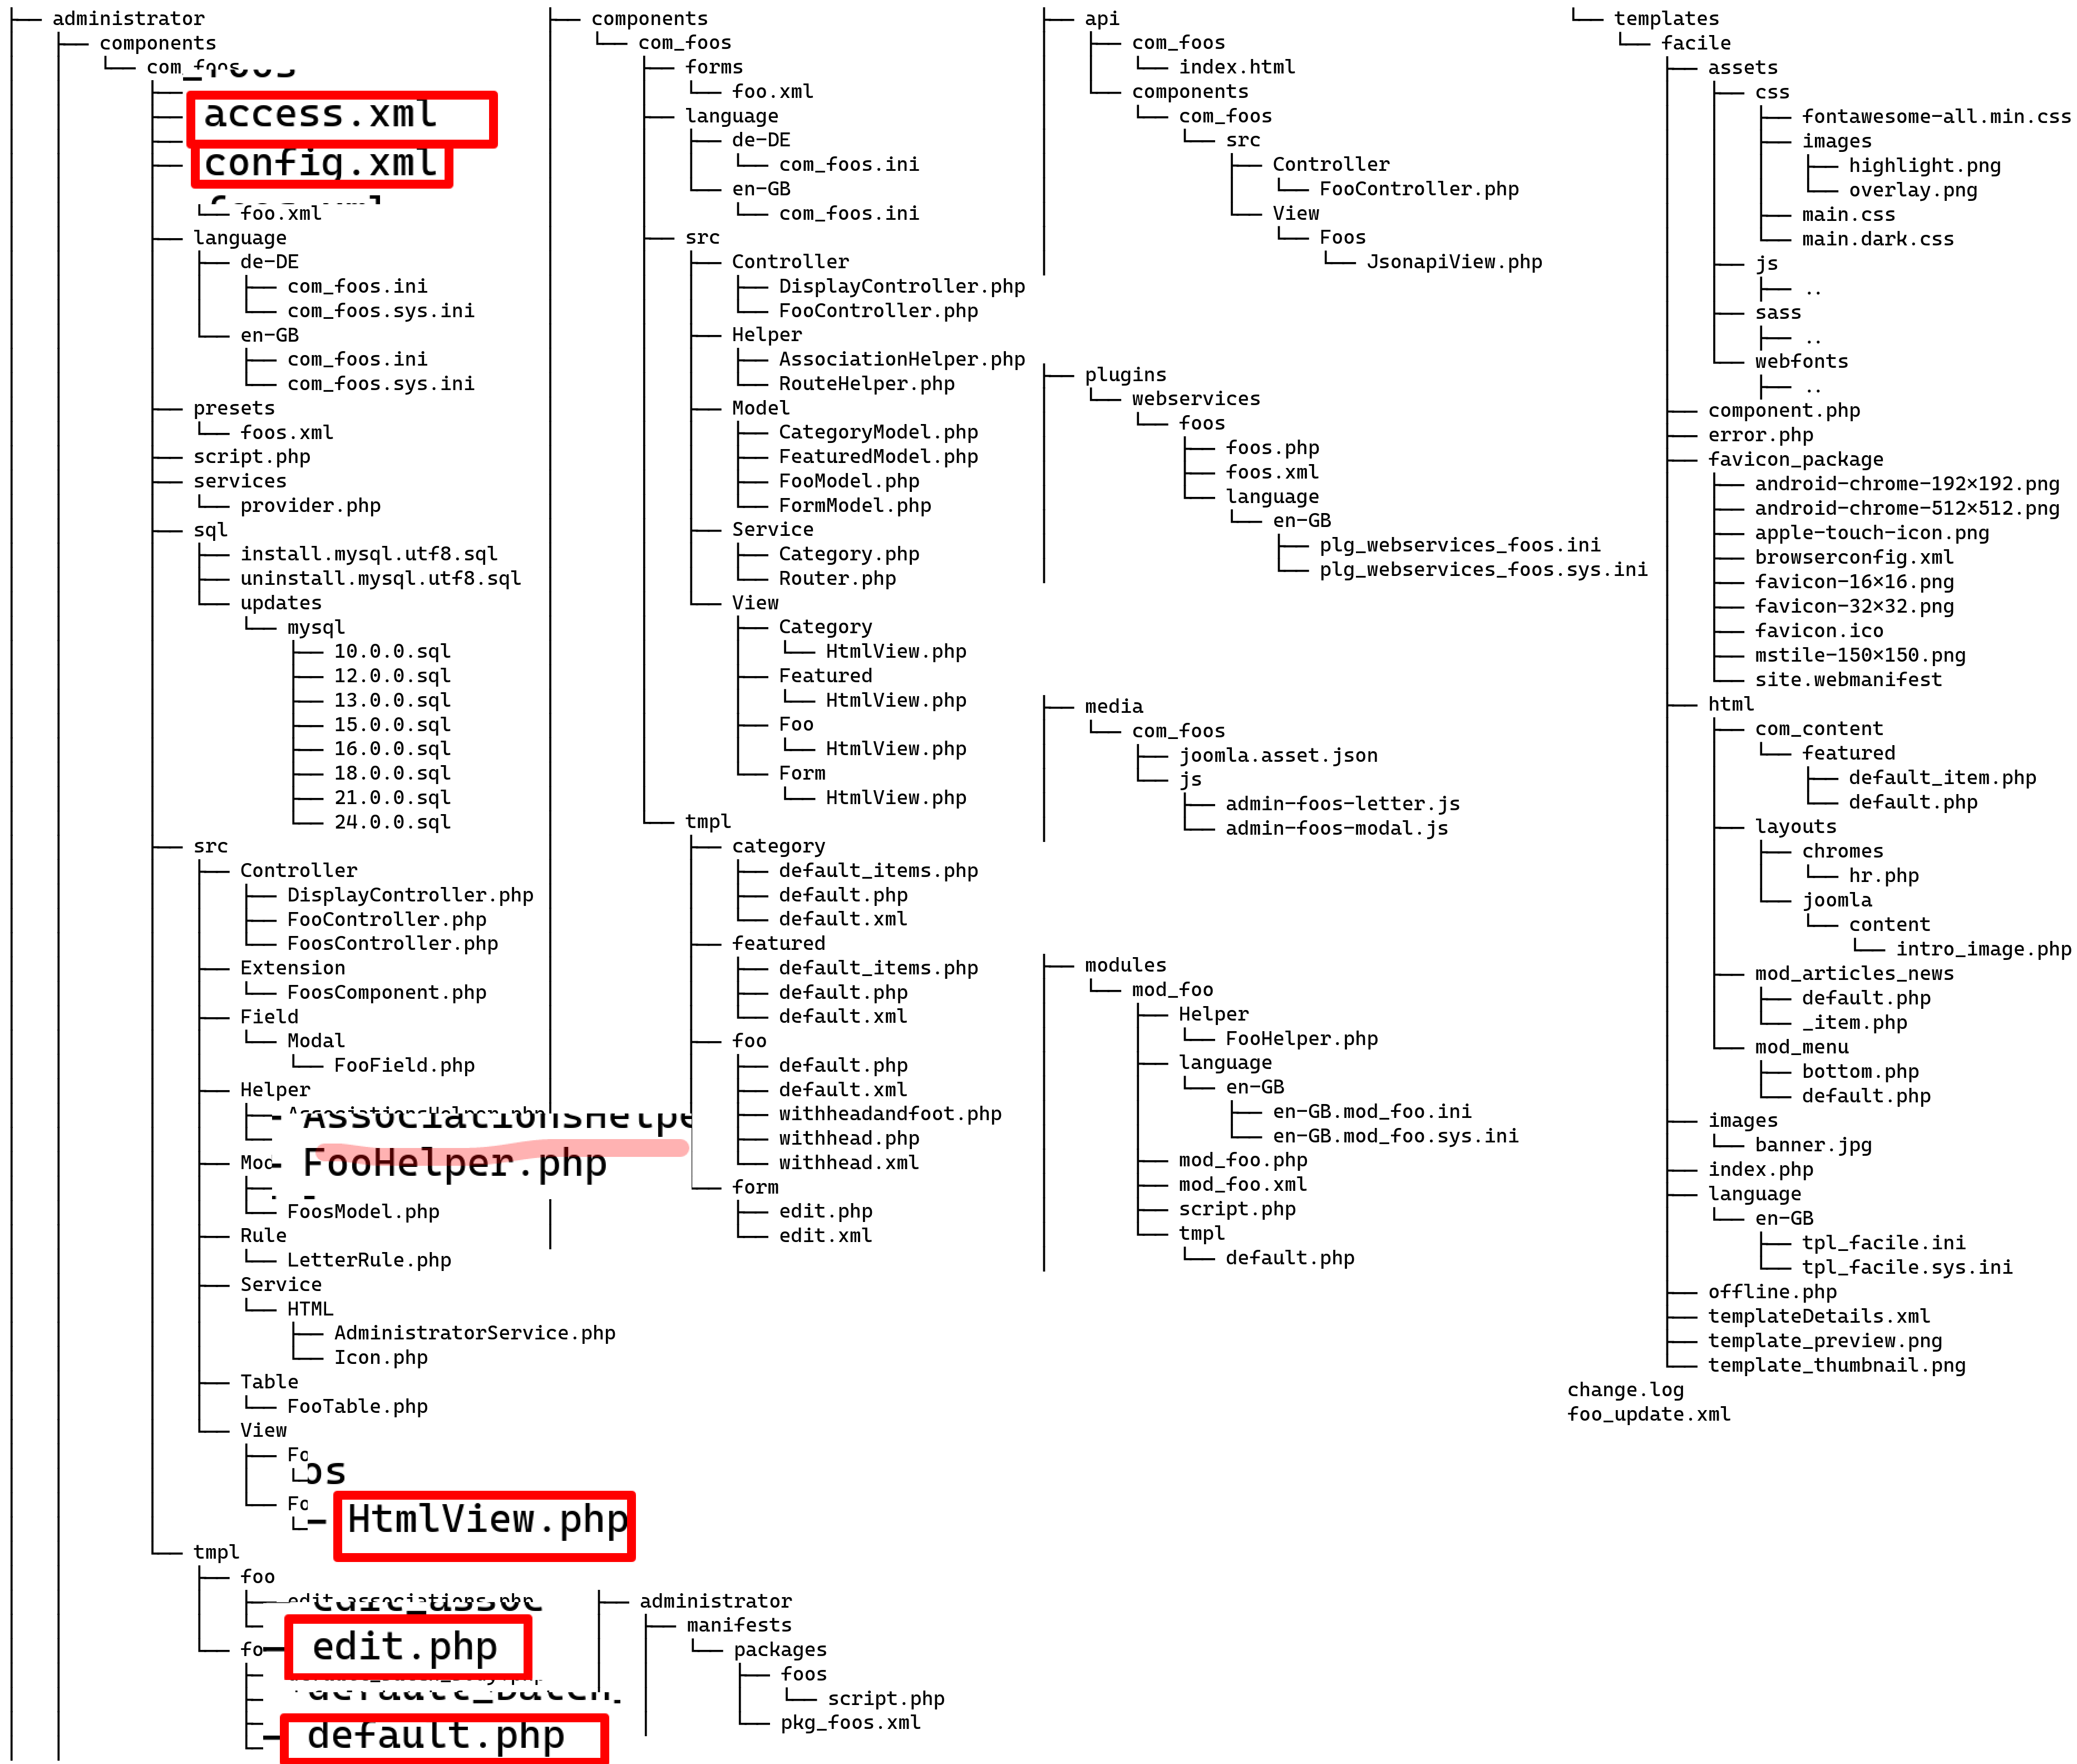 administrator
components
com_foos
access.xml
config.xml
foo.xml
language
de-DE
com_foos.ini
com_foos.sys.ini
en-GB
com_foos.ini
com_foos.sys.ini
presets
foos.xml
script.php
services
provider.php
sql
install.mysql.utf8.sql
uninstall.mysql.utf8.sql
updates
mysql
10.0.0.sql
12.0.0.sql
13.0.0.sql
15.0.0.sql
16.0.0.sql
18.0.0.sql
21.0.0.sql
24.0.0.sql
src
Controller
DisplayController.php
FooController.php
FoosController.php
Extension
FoosComponent.php
Field
Modal
FooField.php
Helper
AssociationsHelpe
FooHelper.php
FoosModel.php
Rule
LetterRule.php
Service
HTML
AdministratorService.php
Icon.php
Table
FooTable.php
View
HtmlView.php
tmpl
foo
edit_associations.php
edit.php
default.php
components
com_foos
forms
foo.xml
language
de-DE
com_foos.ini
en-GB
com_foos.ini
src
Controller
DisplayController.php
FooController.php
Helper
AssociationHelper.php
RouteHelper.php
Model
CategoryModel.php
FeaturedModel.php
FooModel.php
FormModel.php
Service
Category.php
Router.php
View
Category
HtmlView.php
Featured
HtmlView.php
Foo
HtmlView.php
Form
HtmlView.php
tmpl
category
default_items.php
default.php
default.xml
featured
default_items.php
default.php
default.xml
foo
default.php
default.xml
withheadandfoot.php
withhead.php
withhead.xml
form
edit.php
edit.xml
administrator
manifests
packages
foos
script.php
pkg_foos.xml
api
com_foos
index.html
components
com_foos
src
Controller
FooController.php
View
Foos
JsonapiView.php
plugins
webservices
foos
foos.php
foos.xml
language
en-GB
plg_webservices_foos.ini
plg_webservices_foos.sys.ini
media
com_foos
joomla.asset.json
js
admin-foos-letter.js
admin-foos-modal.js
modules
mod_foo
Helper
FooHelper.php
language
en-GB
en-GB.mod_foo.ini
en-GB.mod_foo.sys.ini
mod_foo.php
mod_foo.xml
script.php
tmpl
default.php
templates
facile
assets
css
fontawesome-all.min.css
images
highlight.png
overlay.png
main.css
main.dark.css
js
..
sass
..
webfonts
..
component.php
error.php
favicon_package
android-chrome-192×192.png
android-chrome-512×512.png
apple-touch-icon.png
browserconfig.xml
favicon-16×16.png
favicon-32×32.png
favicon.ico
mstile-150×150.png
site.webmanifest
html
com_content
featured
default_item.php
default.php
layouts
chromes
hr.php
joomla
content
intro_image.php
mod_articles_news
default.php
_item.php
mod_menu
bottom.php
default.php
images
banner.jpg
index.php
language
en-GB
tpl_facile.ini
tpl_facile.sys.ini
offline.php
templateDetails.xml
template_preview.png
template_thumbnail.png
change.log
foo_update.xml